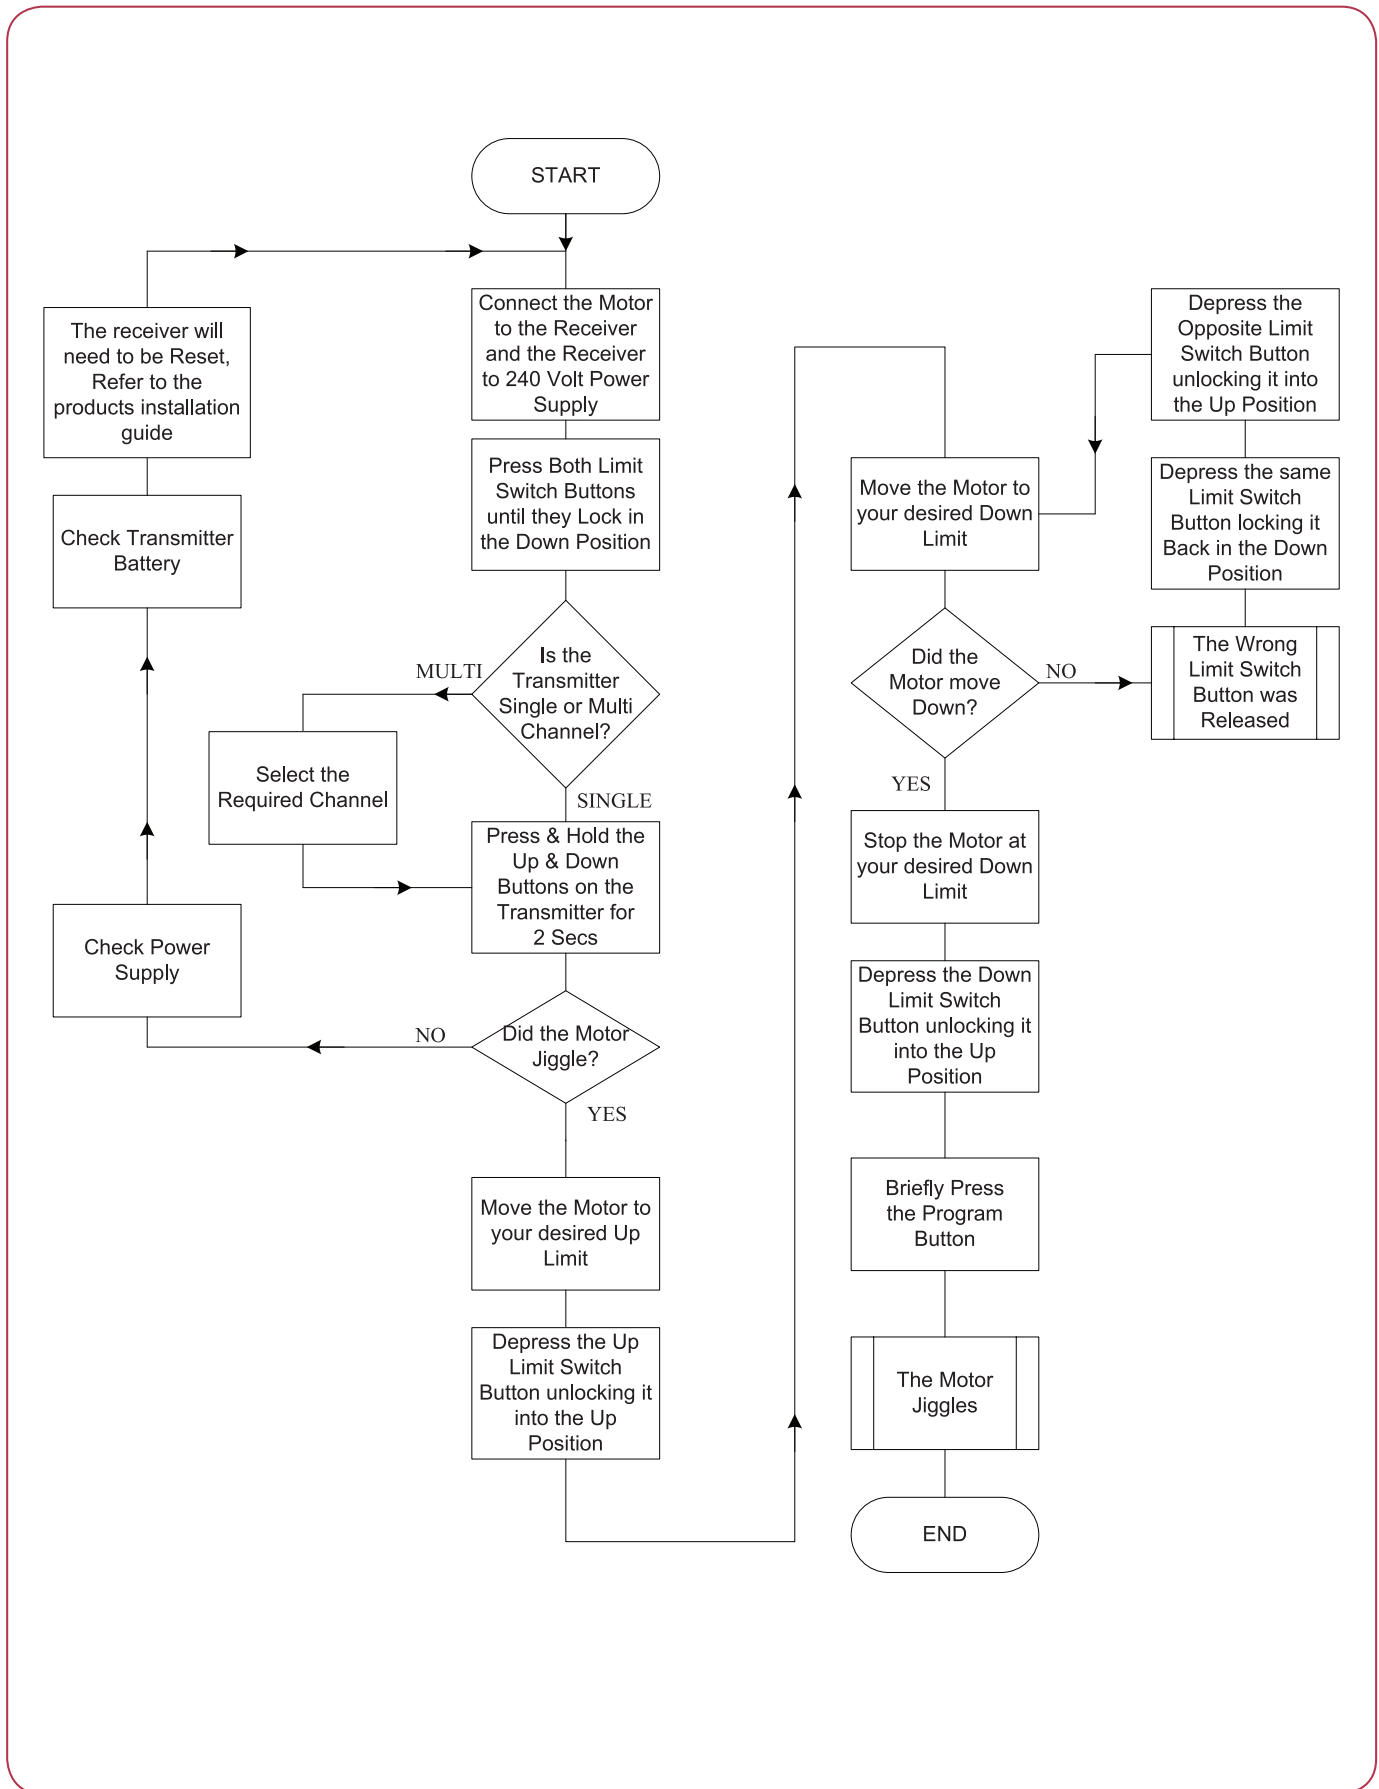 START
Connect the Motor
to the Receiver
and the Receiver
to 240 Volt Power
Supply
Press Both Limit
Switch Buttons
until they Lock in
the Down Position
Is the
Transmitter
Single or Multi
Channel?
MULTI
Select the
Required Channel
SINGLE
Press & Hold the
Up & Down
Buttons on the
Transmitter for
2 Secs
Did the Motor
Jiggle?
NO
Check Power
Supply
Check Transmitter
Battery
The receiver will
need to be Reset,
Refer to the
products installation
guide
YES
Move the Motor to
your desired Up
Limit
Depress the Up
Limit Switch
Button unlocking it
into the Up
Position
Move the Motor to
your desired Down
Limit
Did the
Motor move
Down?
NO
The Wrong
Limit Switch
Button was
Released
Depress the same
Limit Switch
Button locking it
Back in the Down
Position
Depress the
Opposite Limit
Switch Button
unlocking it into
the Up Position
YES
Stop the Motor at
your desired Down
Limit
Depress the Down
Limit Switch
Button unlocking it
into the Up
Position
Briefly Press
the Program
Button
The Motor
Jiggles
END